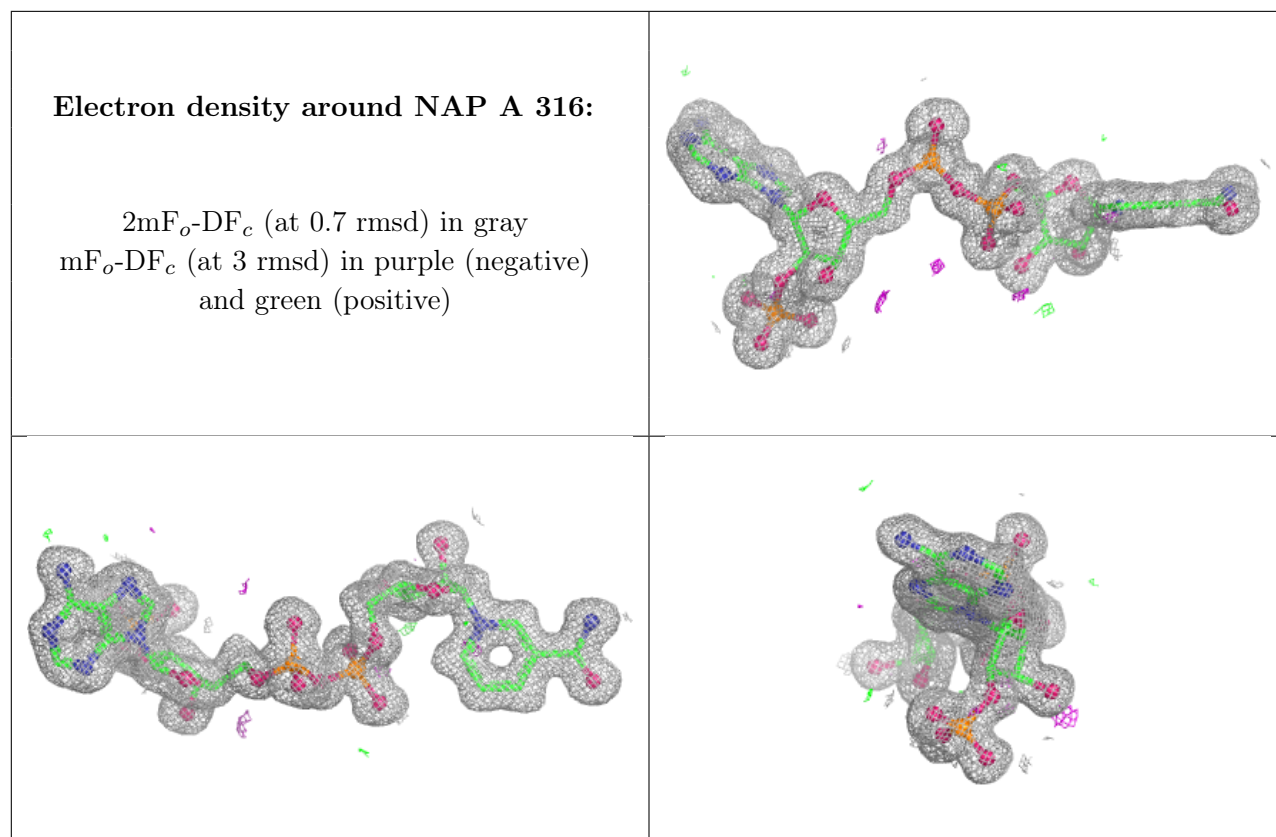 Electron density around NAP A 316:
2mFo-DFc (at 0.7 rmsd) in gray
mFo-DFc (at 3 rmsd) in purple (negative)
and green (positive)